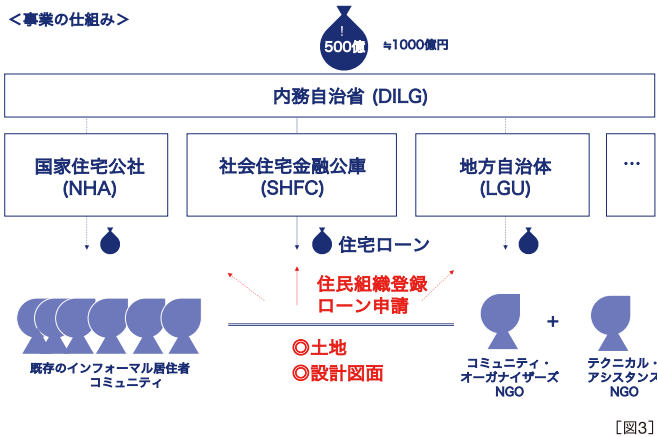 ＜事業の仕組み＞
!
500億
≒1000億円
内務自治省 (DILG)
国家住宅公社
(NHA)
社会住宅金融公庫
(SHFC)
地方自治体
(LGU)
…
住宅ローン
住民組織登録
ローン申請
◎土地
◎設計図面
既存のインフォーマル居住者
コミュニティ
コミュニティ・
オーガナイザーズ
NGO
+
テクニカル・
アシスタンス
NGO
［図3］